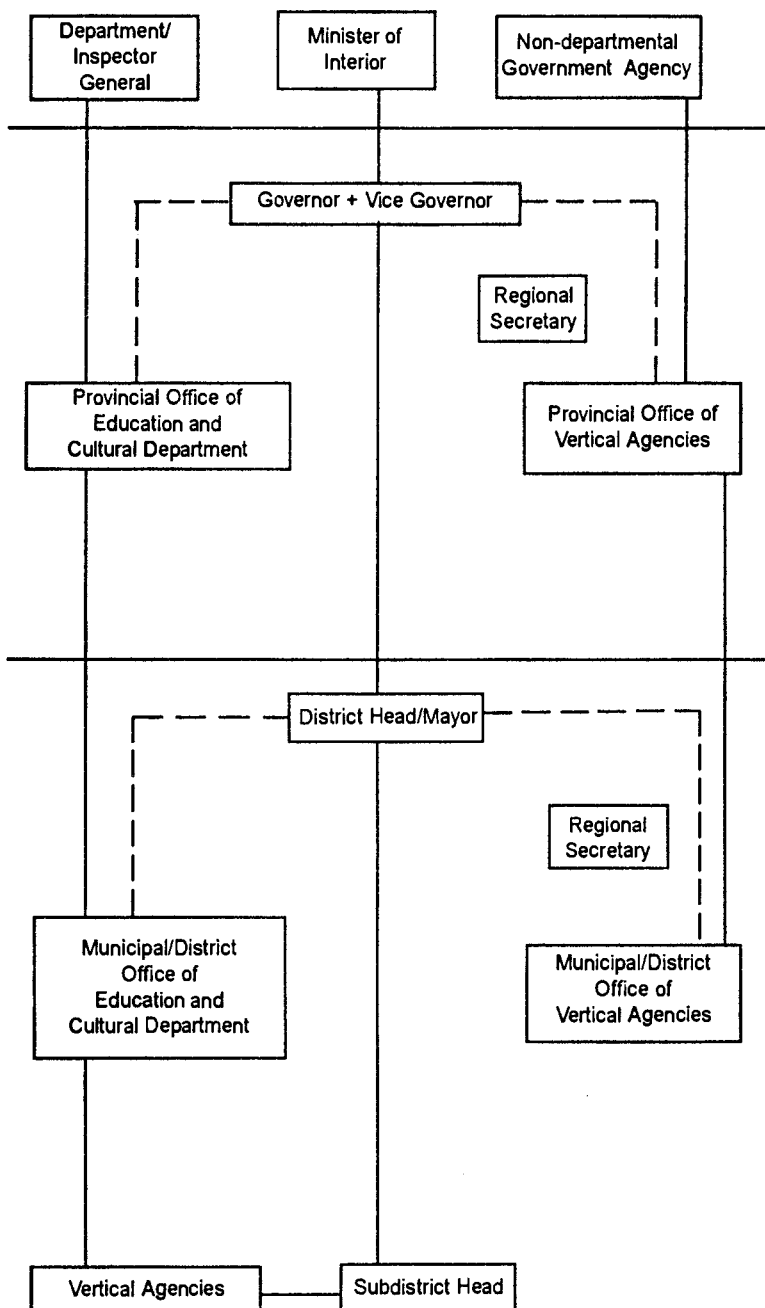 Department/
Inspector
General
Minister of
Interior
Non-departmental
Government Agency
Governor + Vice Governor
Regional
Secretary
Provincial Office of
Education and
Cultural Department
Provincial Office of
Vertical Agencies
District Head/Mayor
Regional
Secretary
Municipal/District
Office of
Education and
Cultural Department
Municipal/District
Office of
Vertical Agencies
Vertical Agencies
Subdistrict Head